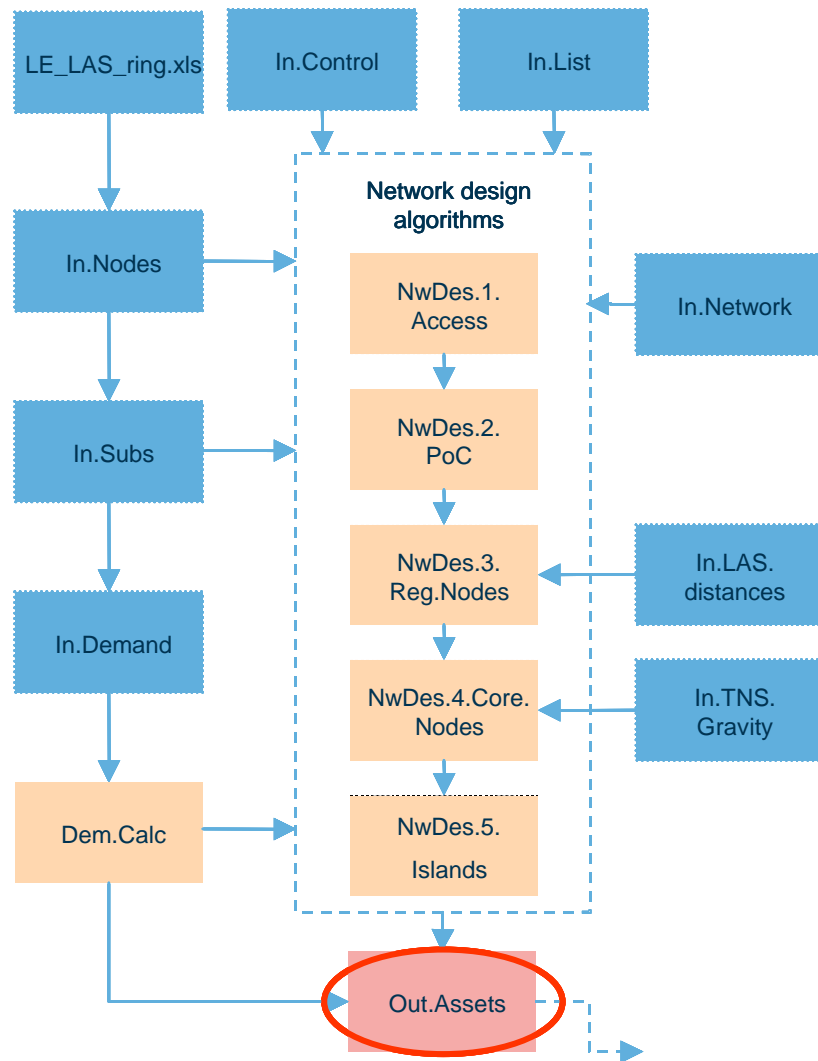 LE_LAS_ring.xls
In.Control
In.List
Network design
algorithms
In.Nodes
NwDes.1.
Access
In.Network
NwDes.2.
PoC
In.Subs
NwDes.3.
Reg.Nodes
In.LAS.
distances
In.Demand
NwDes.4.Core.
Nodes
In.TNS.
Gravity
Dem.Calc
NwDes.5.
Islands
Out.Assets